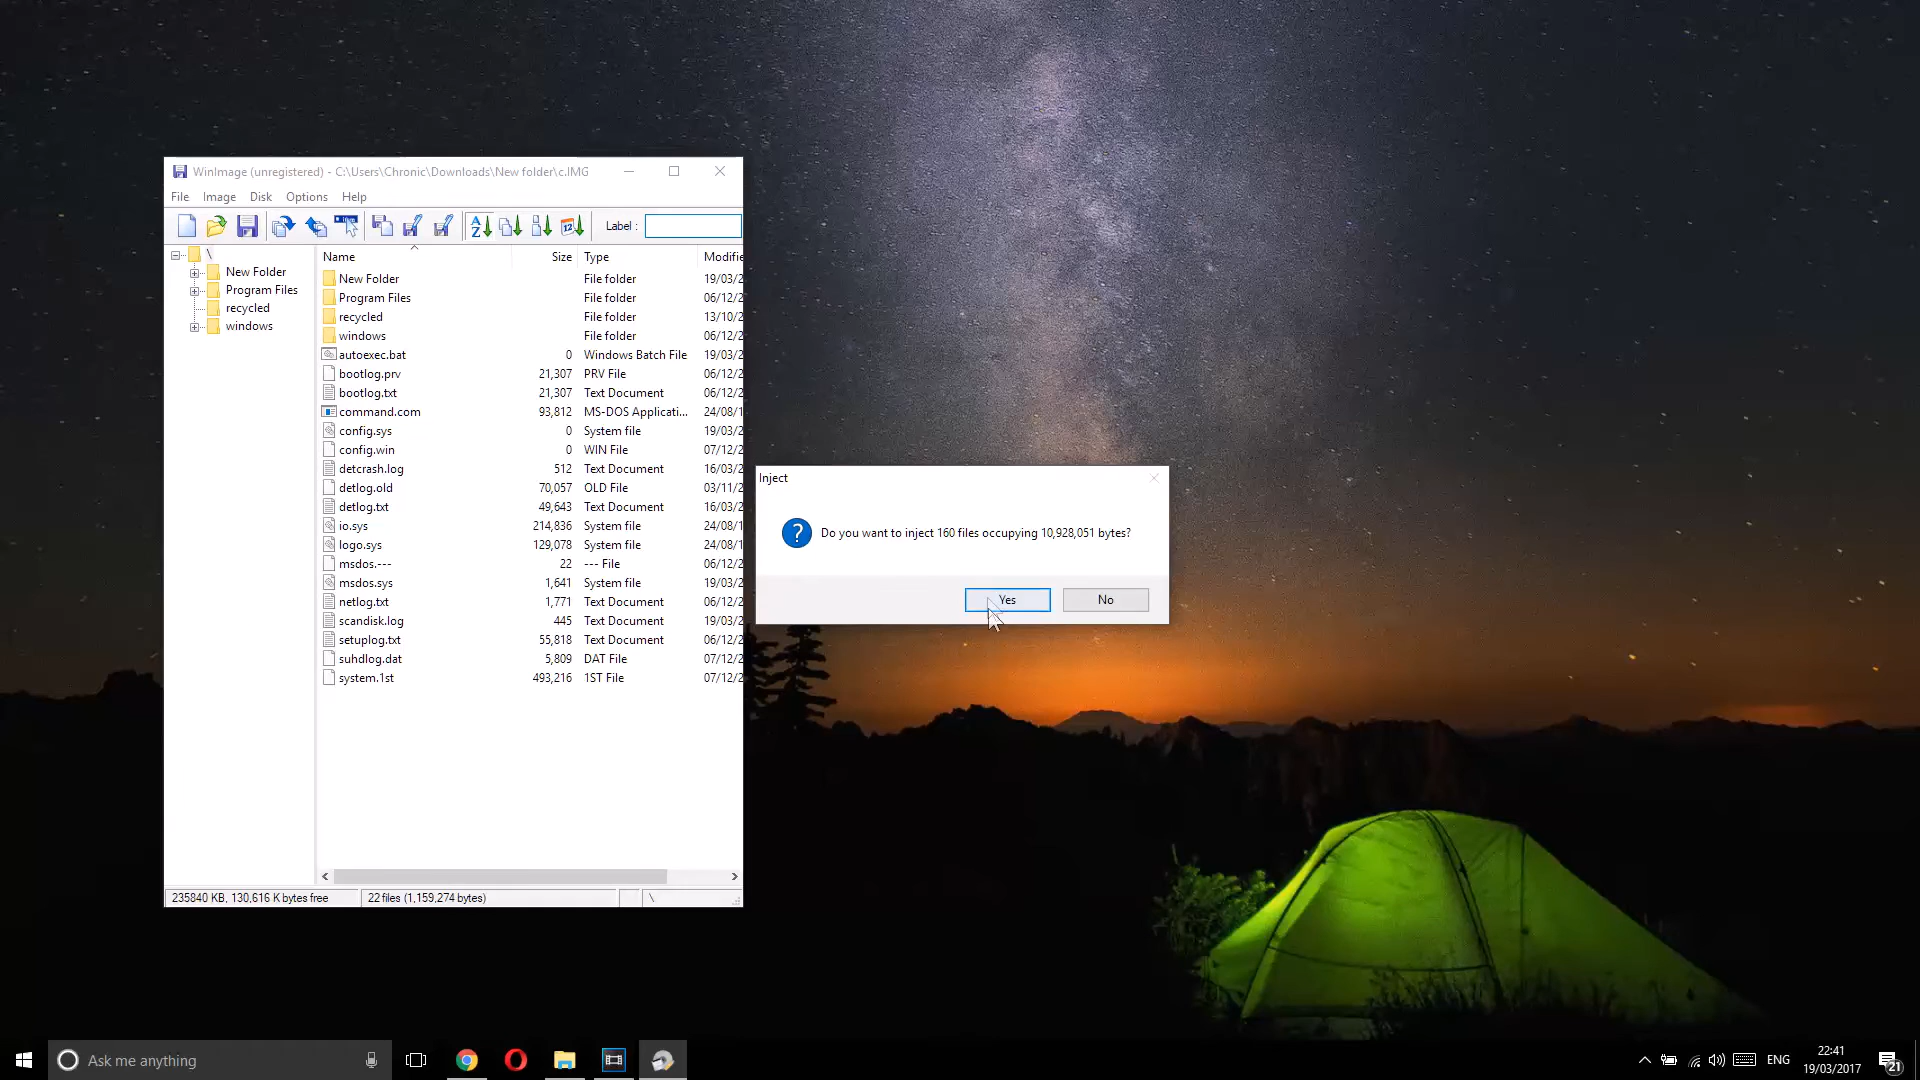 WinImage (unregistered) - C:\Users\Chronic\Downloads\New folder\c.IMG
File Image Disk Options Help
Label :
\
New Folder
Program Files
recycled
windows
Name Size Type Modifie
New Folder File folder 19/03/2
Program Files File folder 06/12/2
recycled File folder 13/10/2
windows File folder 06/12/2
autoexec.bat 0 Windows Batch File 19/03/2
bootlog.prv 21,307 PRV File 06/12/2
bootlog.txt 21,307 Text Document 06/12/2
command.com 93,812 MS-DOS Applicati... 24/08/1
config.sys 0 System file 19/03/2
config.win 0 WIN File 07/12/2
detcrash.log 512 Text Document 16/03/2
detlog.old 70,057 OLD File 03/11/2
detlog.txt 49,643 Text Document 16/03/2
io.sys 214,836 System file 24/08/1
logo.sys 129,078 System file 24/08/1
msdos.--- 22 --- File 06/12/2
msdos.sys 1,641 System file 19/03/2
netlog.txt 1,771 Text Document 06/12/2
scandisk.log 445 Text Document 19/03/2
setuplog.txt 55,818 Text Document 06/12/2
suhdlog.dat 5,809 DAT File 07/12/2
system.1st 493,216 1ST File 07/12/2
235840 KB, 130,616 K bytes free 22 files (1,159,274 bytes) \
Inject
Do you want to inject 160 files occupying 10,928,051 bytes?
Yes No
Ask me anything
ENG
22:41
19/03/2017
21